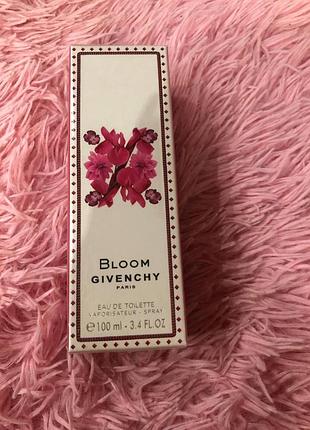 BLOOM
GIVENCHY
PARIS
EAU DE TOILETTE
VAPORISATEUR - SPRAY
℮ 100 ml - 3.4 FL.OZ